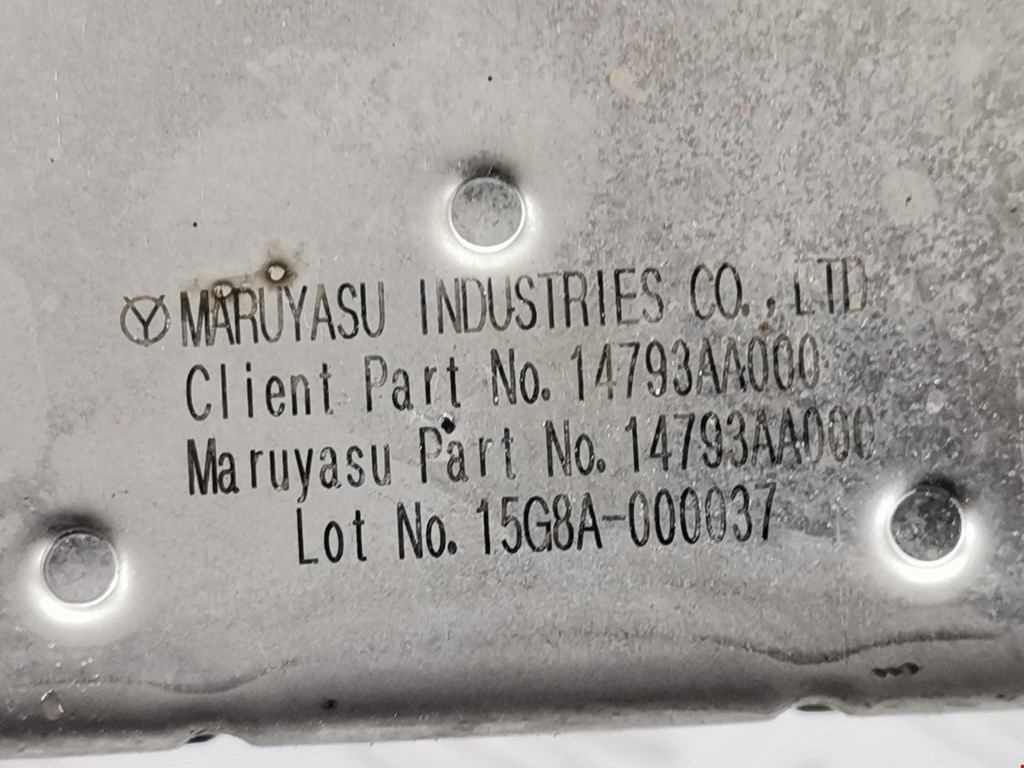 MARUYASU INDUSTRIES CO.,LTD
Client Part No.14793AA000
Maruyasu Part No.14793AA000
Lot No.15G8A-000037